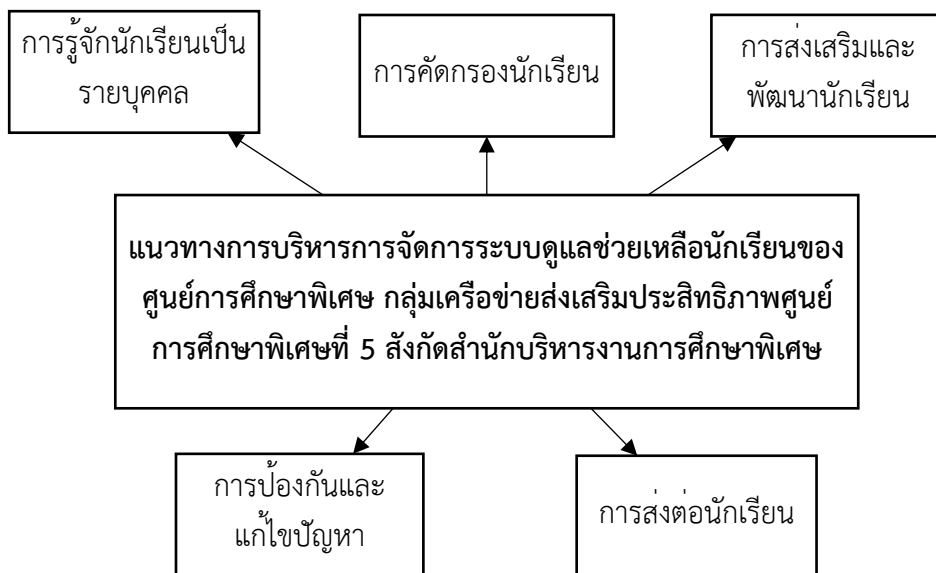 การรู้จักนักเรียนเป็น
รายบุคคล
การคัดกรองนักเรียน
การส่งเสริมและ
พัฒนานักเรียน
แนวทางการบริหารการจัดการระบบดูแลช่วยเหลือนักเรียนของ
ศูนย์การศึกษาพิเศษ กลุ่มเครือข่ายส่งเสริมประสิทธิภาพศูนย์
การศึกษาพิเศษที่ 5 สังกัดสำนักบริหารงานการศึกษาพิเศษ
การป้องกันและ
แก้ไขปัญหา
การส่งต่อนักเรียน